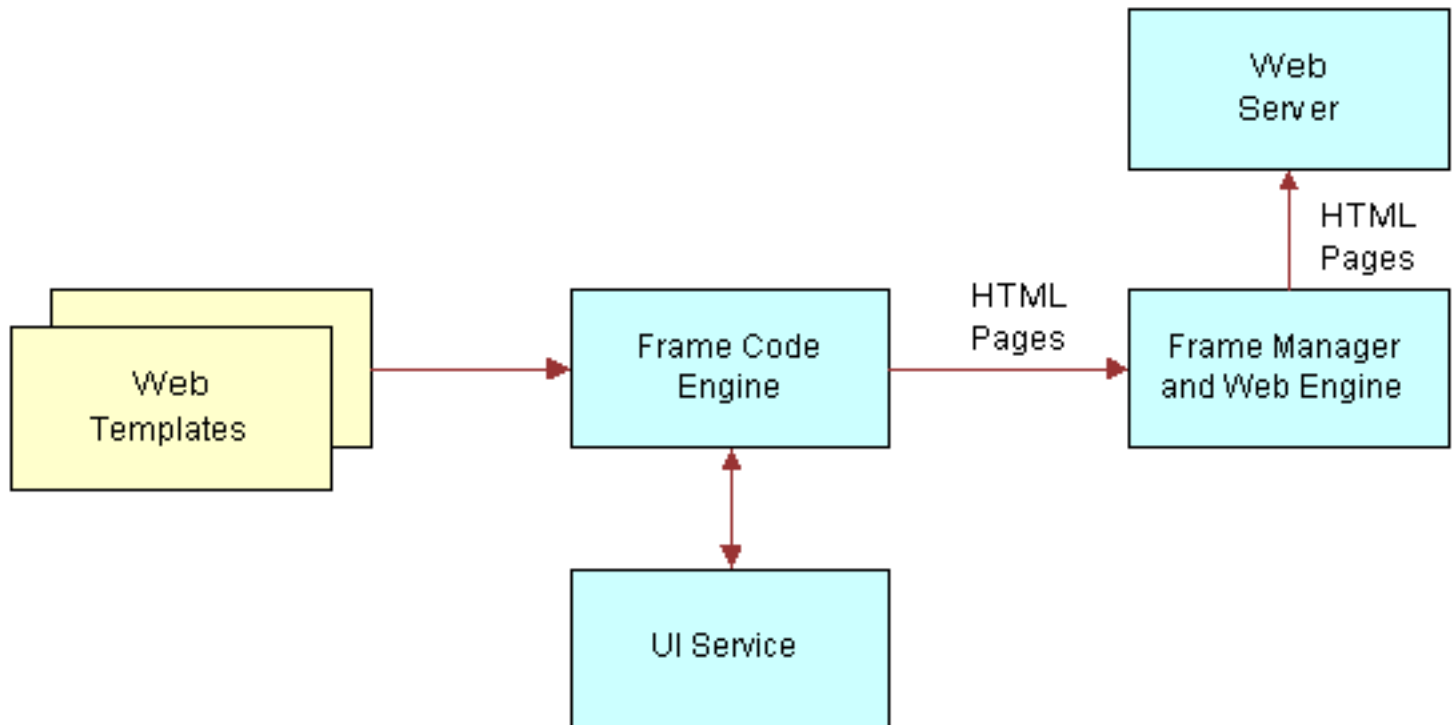 Web
Server
HTML
Pages
HTML
Pages
Frame Code
Engine
Frame Manager
and Web Engine
Web
Templates
UI Service